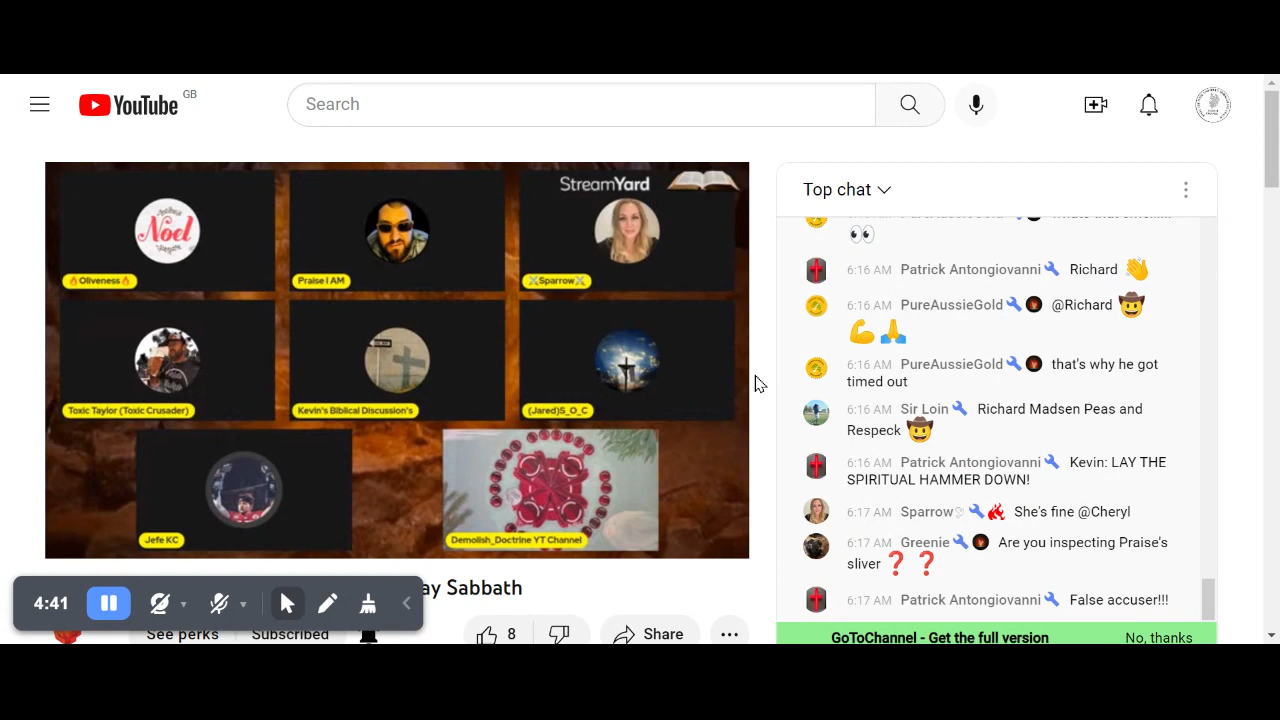 YouTube GB
Search
StreamYard
Noel
🔥Oliveness🔥
Praise I AM
⚔Sparrow⚔
Toxic Taylor (Toxic Crusader)
Kevin's Biblical Discussion's
(Jared)S_O_C
Jefe KC
Demolish_Doctrine YT Channel
4:41
ay Sabbath
See perks
Subscribed
8
Share
Top chat
6:16 AM Patrick Antongiovanni Richard 👋
6:16 AM PureAussieGold @Richard 🤠
💪🙏
6:16 AM PureAussieGold that's why he got
timed out
6:16 AM Sir Loin Richard Madsen Peas and
Respeck 🤠
6:16 AM Patrick Antongiovanni Kevin: LAY THE
SPIRITUAL HAMMER DOWN!
6:17 AM Sparrow She's fine @Cheryl
6:17 AM Greenie Are you inspecting Praise's
sliver ❓ ❓
6:17 AM Patrick Antongiovanni False accuser!!!
GoToChannel - Get the full version
No, thanks